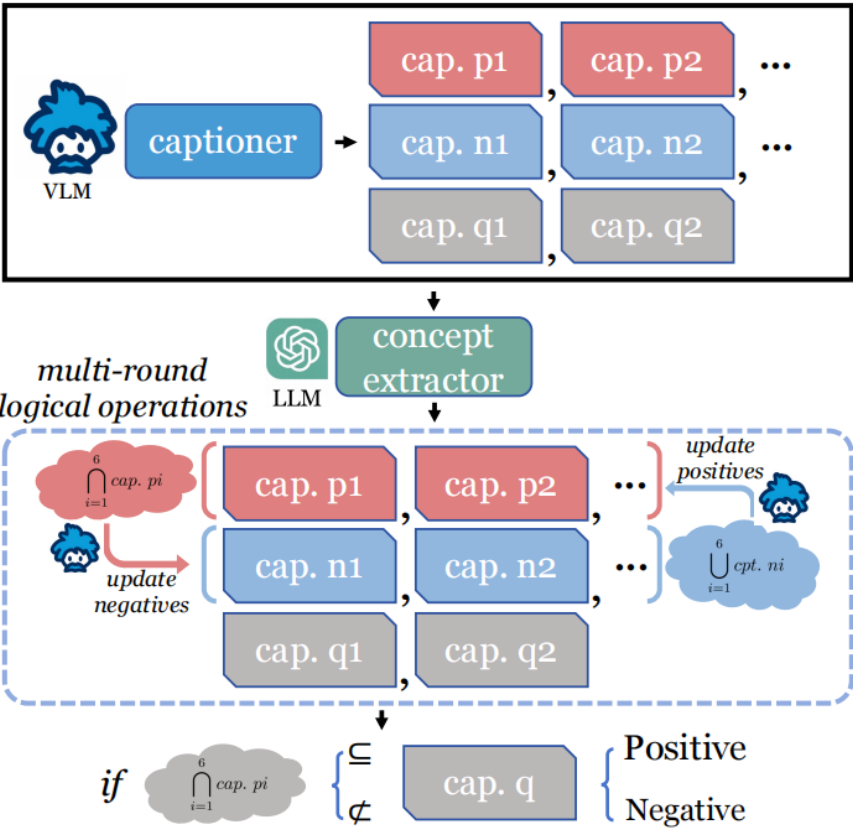 cap. p1 , cap. p2 , ...
VLM captioner cap. n1 , cap. n2 , ...
cap. q1 , cap. q2
LLM concept
extractor
multi-round
logical operations
6
⋂ cap. pi
i=1
cap. p1 , cap. p2 , ...
update
positives
update
negatives
cap. n1 , cap. n2 , ...
6
⋃ cpt. ni
i=1
cap. q1 , cap. q2
if
6
⋂ cap. pi
i=1
⊆
⊄
cap. q
Positive
Negative